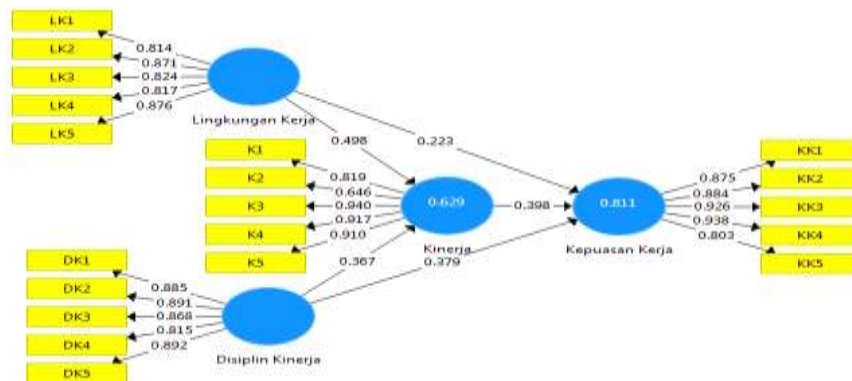 LK1
LK2
LK3
LK4
LK5
0.814
0.871
0.824
0.817
0.876
Lingkungan Kerja
0.498
0.223
K1
K2
K3
K4
K5
0.819
0.646
0.940
0.917
0.910
0.629
Kinerja
0.398
0.811
Kepuasan Kerja
KK1
KK2
KK3
KK4
KK5
0.875
0.884
0.926
0.938
0.803
0.367
0.379
DK1
DK2
DK3
DK4
DK5
0.885
0.891
0.868
0.815
0.892
Disiplin Kinerja